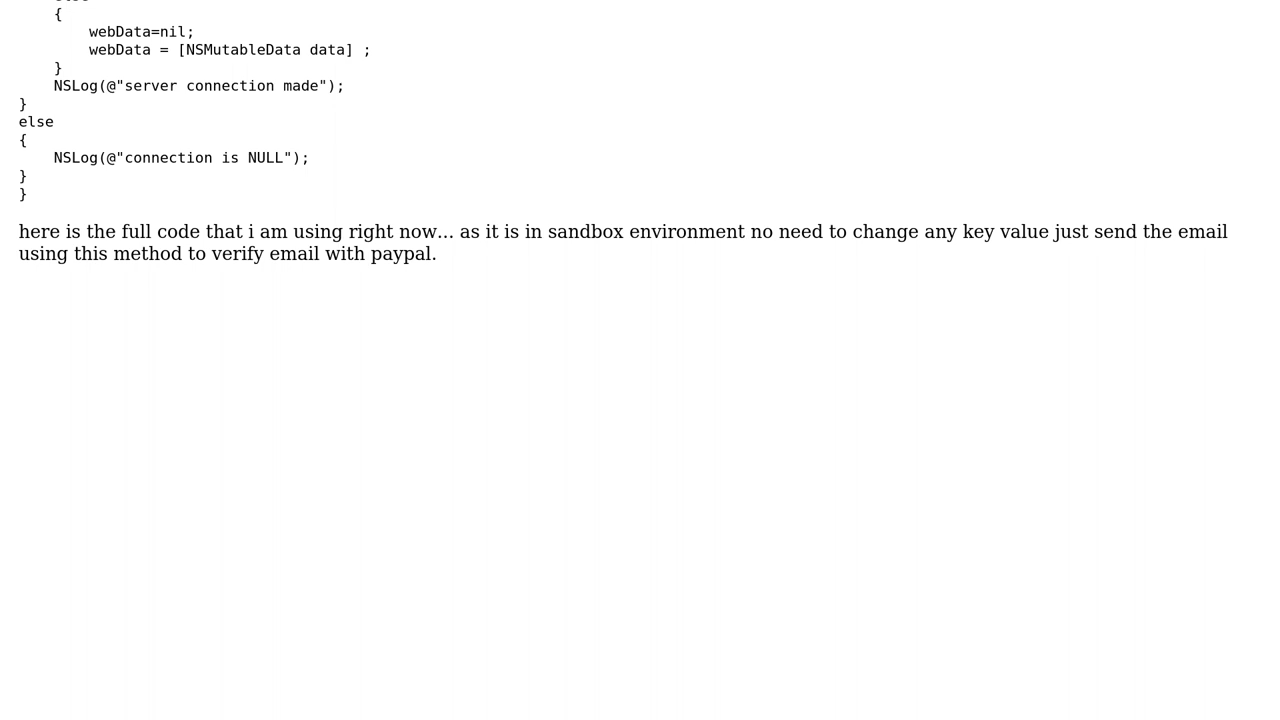 {
        webData=nil;
        webData = [NSMutableData data] ;
    }
    NSLog(@"server connection made");
}
else
{
    NSLog(@"connection is NULL");
}
}
here is the full code that i am using right now... as it is in sandbox environment no need to change any key value just send the email
using this method to verify email with paypal.